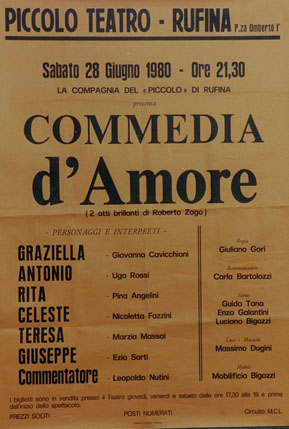 PICCOLO TEATRO - RUFINA P.za Umberto I°
Sabato 28 Giugno 1980 - Ore 21,30
LA COMPAGNIA DEL «PICCOLO» DI RUFINA
presenta
COMMEDIA
d'Amore
(2 atti brillanti di Roberto Zago)
- PERSONAGGI E INTERPRETI -
GRAZIELLA - Giovanna Cavicchioni
ANTONIO - Ugo Rossi
RITA - Pina Angelini
CELESTE - Nicoletta Fazzini
TERESA - Marzia Massai
GIUSEPPE - Ezio Sarti
Commentatore - Leopoldo Nutini
Regia
Giuliano Gori
Carla Bartolozzi
Scene
Guido Tona
Enzo Galantini
Luciano Bigozzi
Luci - Musiche
Massimo Dugini
Mobili
Mobilificio Bigazzi
I biglietti sono in vendita presso il Teatro giovedì, venerdì e sabato dalle ore 17,30 alle 19 e prima
dell'inizio dello spettacolo.
PREZZI SOLITI POSTI NUMERATI Circuito M.C.L.